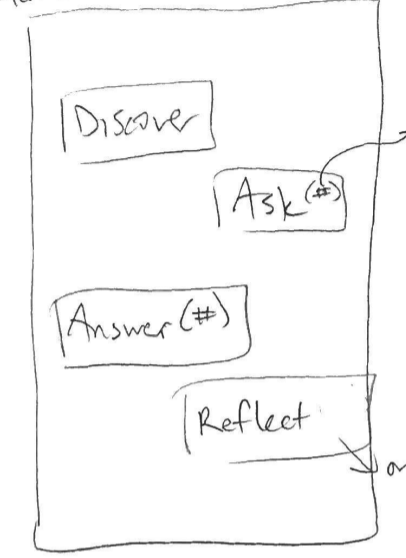 Discover
Ask (#)
Answer (#)
Reflect